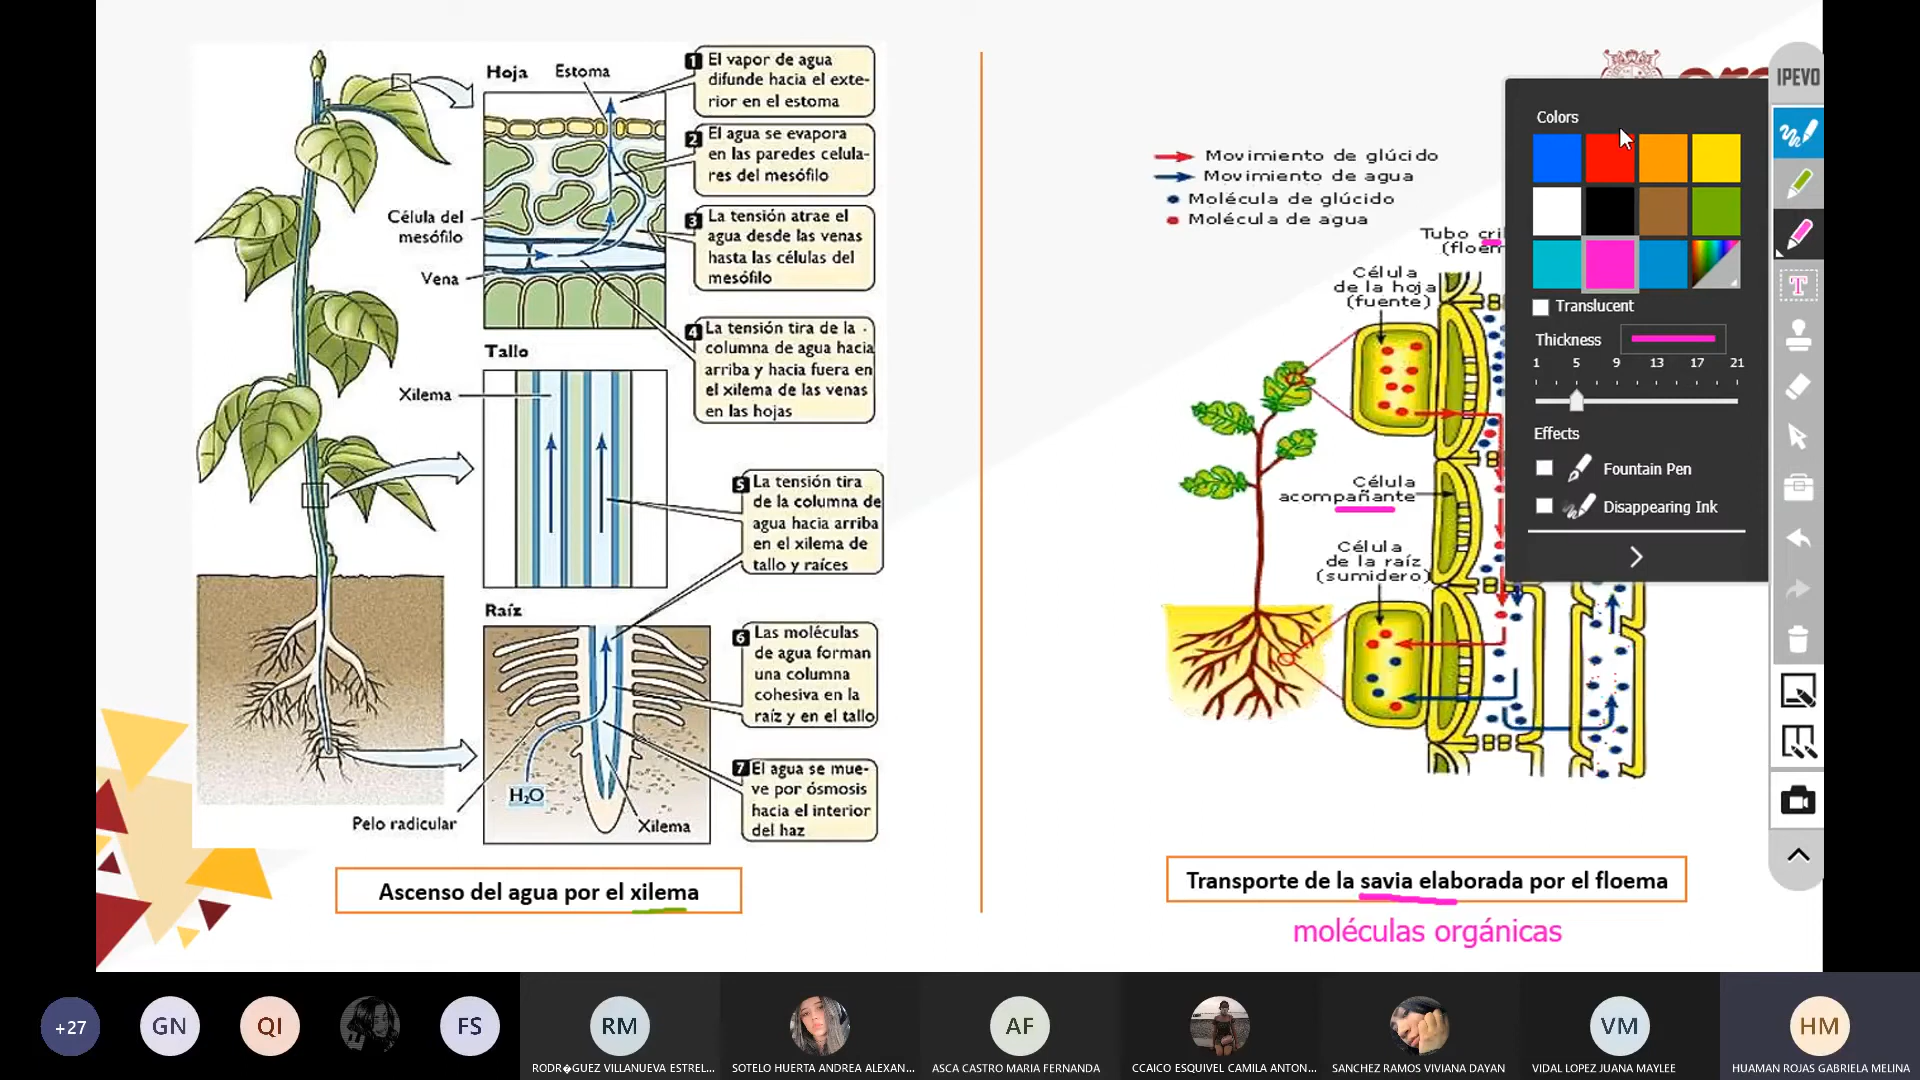 Hoja
Estoma
Célula del
mesófilo
Vena
1 El vapor de agua
difunde hacia el exte-
rior en el estoma
2 El agua se evapora
en las paredes celula-
res del mesófilo
3 La tensión atrae el
agua desde las venas
hasta las células del
mesófilo
4 La tensión tira de la
columna de agua hacia
arriba y hacia fuera en
el xilema de las venas
en las hojas
Tallo
Xilema
5 La tensión tira
de la columna de
agua hacia arriba
en el xilema de
tallo y raíces
Raíz
6 Las moléculas
de agua forman
una columna
cohesiva en la
raíz y en el tallo
7 El agua se mue-
ve por ósmosis
hacia el interior
del haz
H₂O
Pelo radicular
Xilema
Ascenso del agua por el xilema
Movimiento de glúcido
Movimiento de agua
Molécula de glúcido
Molécula de agua
Tubo cri
(floem
Célula
de la hoja
(fuente)
Célula
acompañante
Célula
de la raíz
(sumidero)
Transporte de la savia elaborada por el floema
moléculas orgánicas
IPEVO
Colors
Translucent
Thickness
1 5 9 13 17 21
Effects
Fountain Pen
Disappearing Ink
T
+27
GN
QI
FS
RM
AF
VM
HM
RODR�GUEZ VILLANUEVA ESTREL...
SOTELO HUERTA ANDREA ALEXAN...
ASCA CASTRO MARIA FERNANDA
CCAICO ESQUIVEL CAMILA ANTON...
SANCHEZ RAMOS VIVIANA DAYAN
VIDAL LOPEZ JUANA MAYLEE
HUAMAN ROJAS GABRIELA MELINA